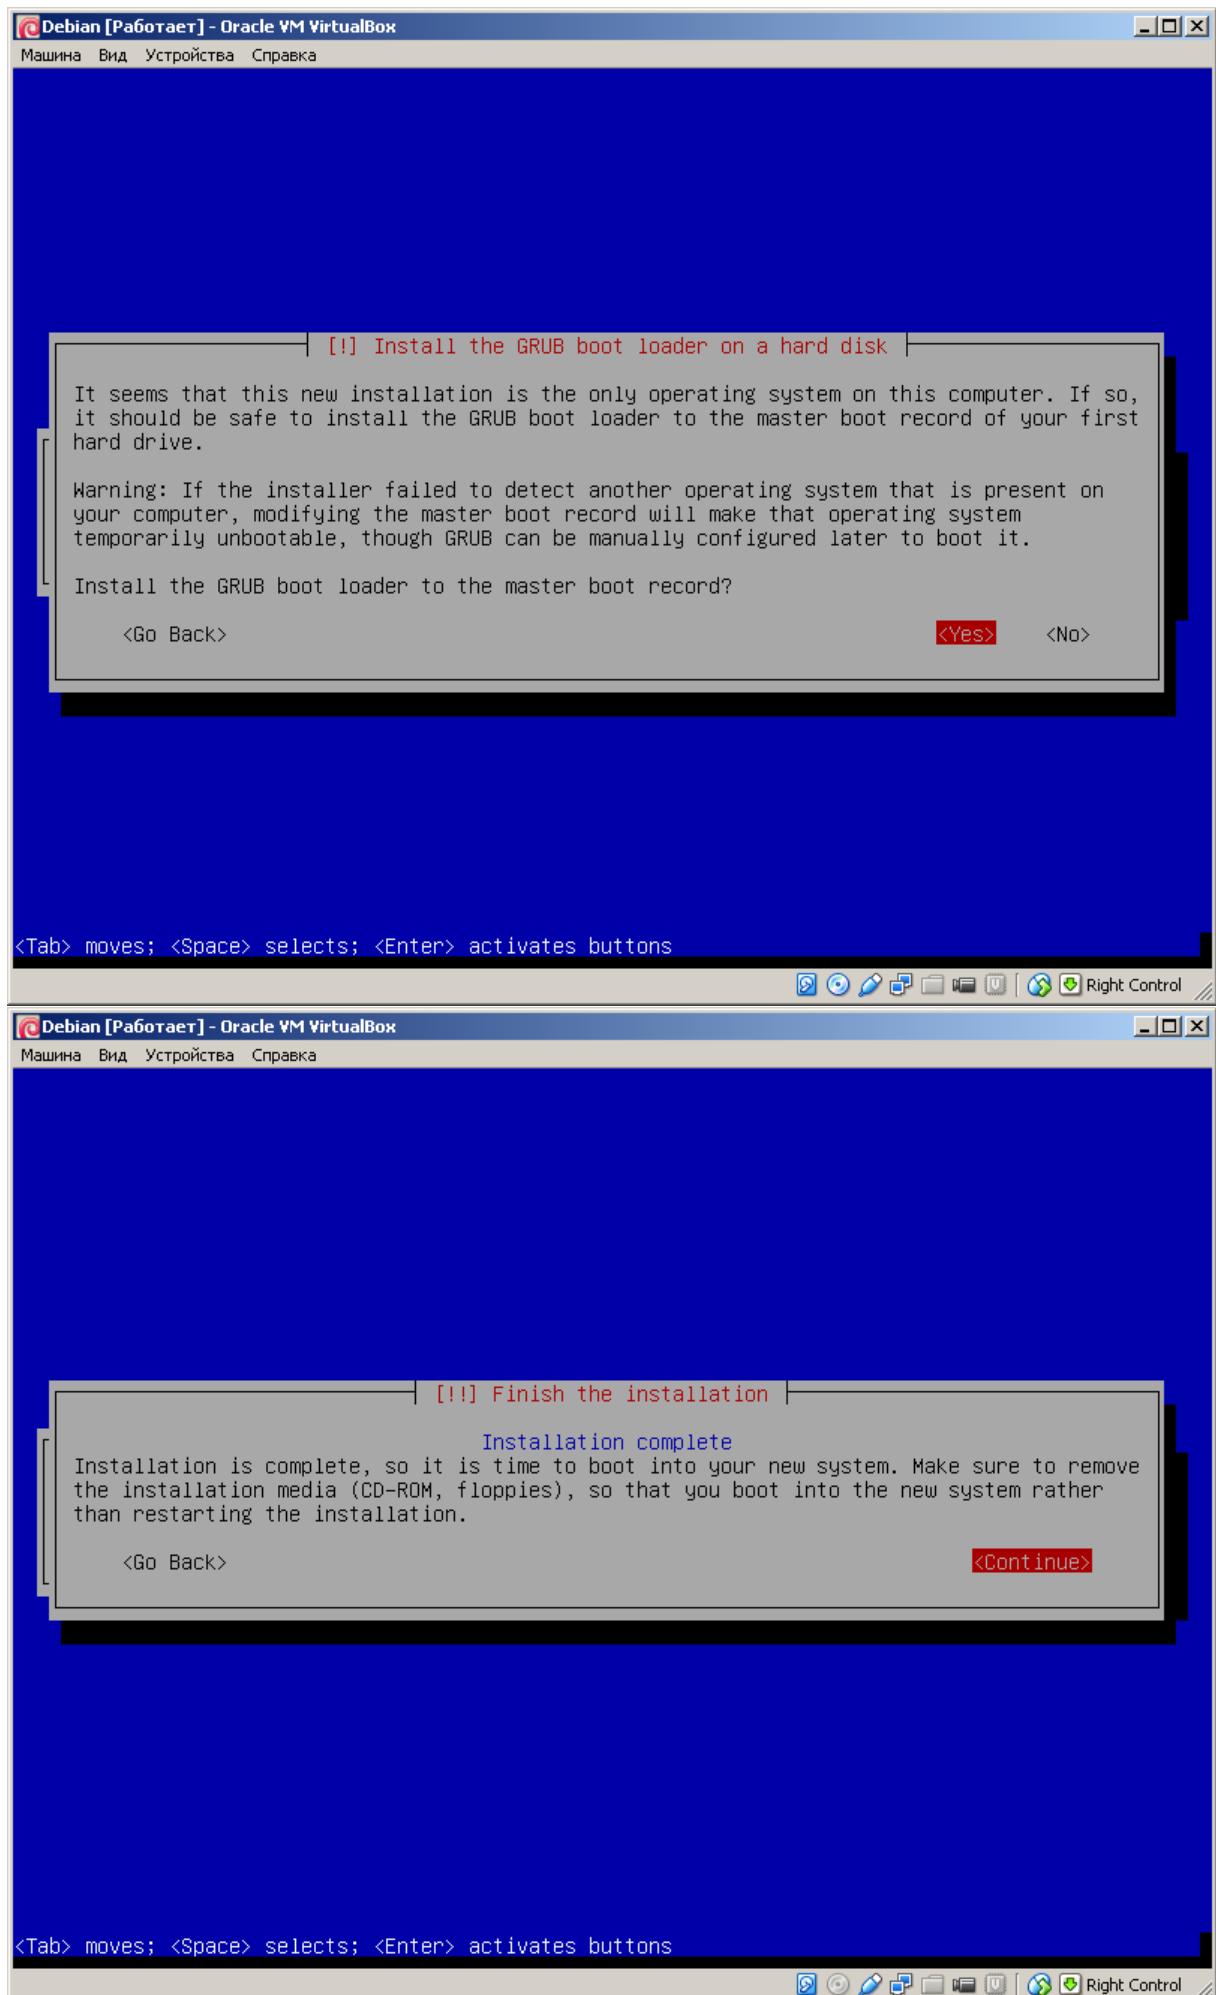 Debian [Работает] - Oracle VM VirtualBox
Машина Вид Устройства Справка
[!] Install the GRUB boot loader on a hard disk
It seems that this new installation is the only operating system on this computer. If so,
it should be safe to install the GRUB boot loader to the master boot record of your first
hard drive.
Warning: If the installer failed to detect another operating system that is present on
your computer, modifying the master boot record will make that operating system
temporarily unbootable, though GRUB can be manually configured later to boot it.
Install the GRUB boot loader to the master boot record?
<Go Back> <Yes> <No>
<Tab> moves; <Space> selects; <Enter> activates buttons
Right Control
Debian [Работает] - Oracle VM VirtualBox
Машина Вид Устройства Справка
[!!] Finish the installation
Installation complete
Installation is complete, so it is time to boot into your new system. Make sure to remove
the installation media (CD-ROM, floppies), so that you boot into the new system rather
than restarting the installation.
<Go Back> <Continue>
<Tab> moves; <Space> selects; <Enter> activates buttons
Right Control